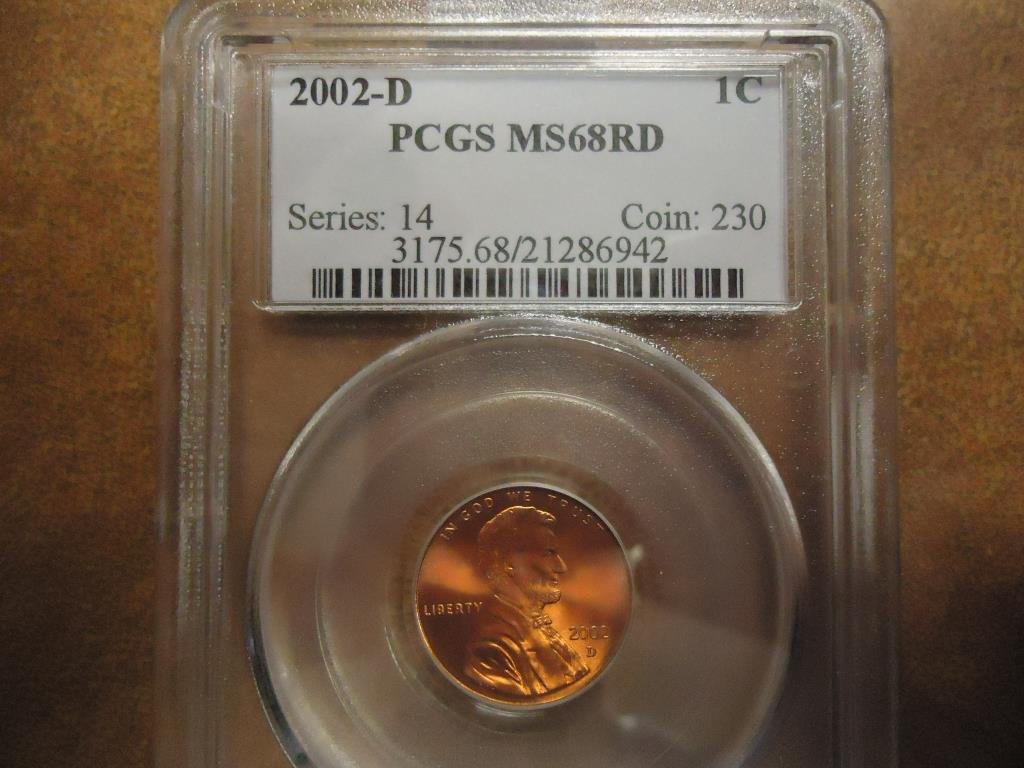 2002-D 1C
PCGS MS68RD
Series: 14 Coin: 230
3175.68/21286942
IN GOD WE TRUST
LIBERTY
2002
D